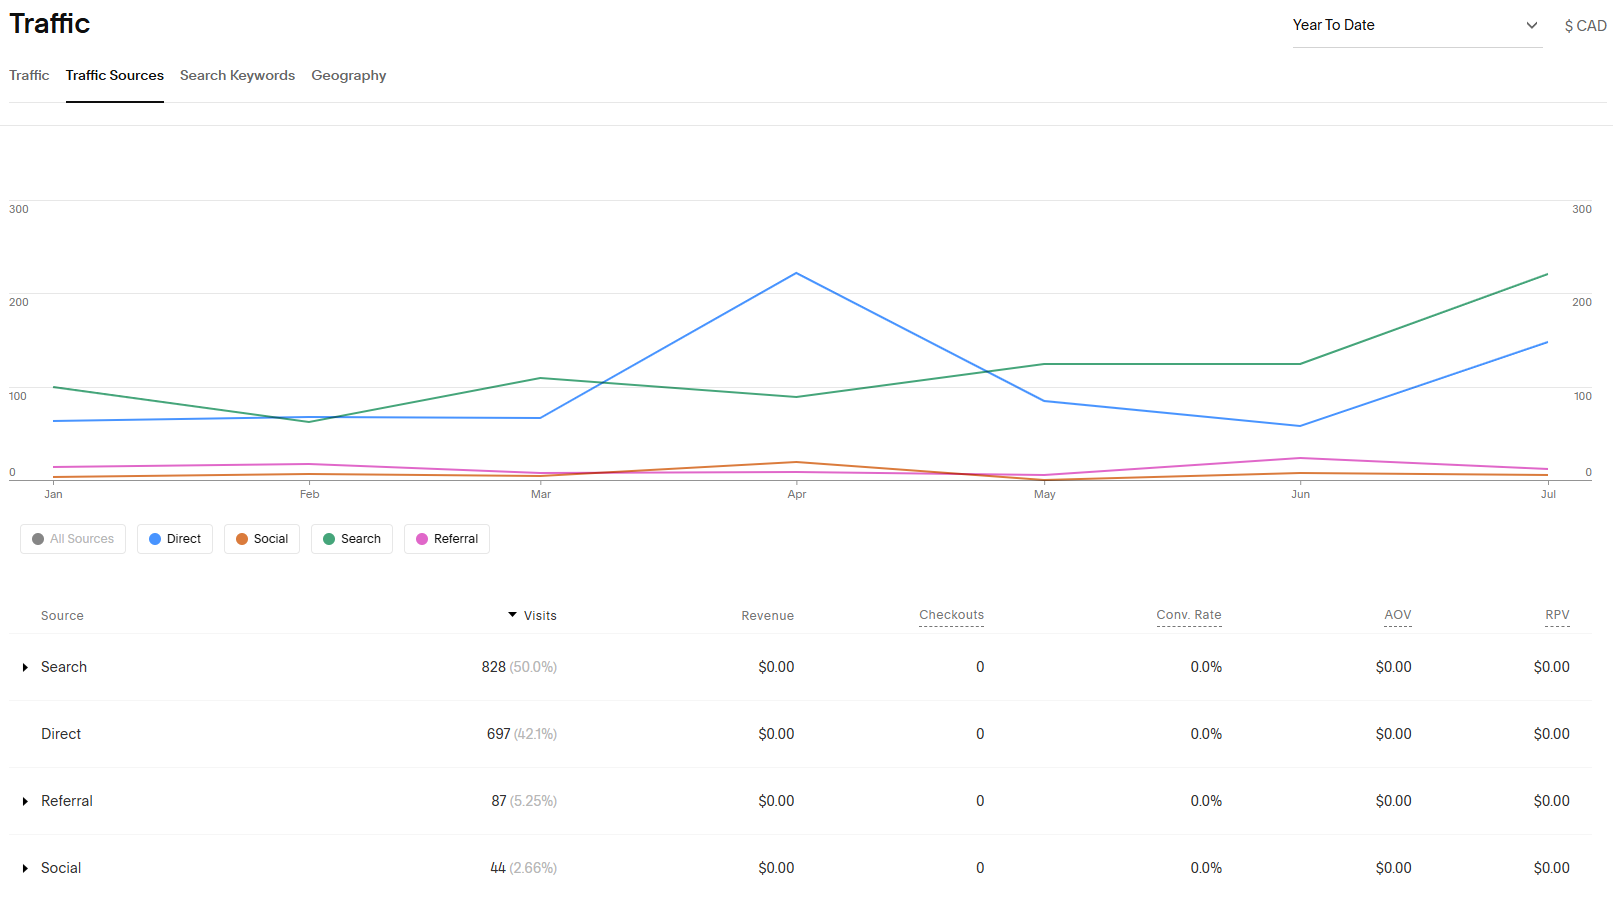 Traffic
Year To Date
$ CAD
Traffic Traffic Sources Search Keywords Geography
300 300
200 200
100 100
0 0
Jan Feb Mar Apr May Jun Jul
All Sources Direct Social Search Referral
Source Visits Revenue Checkouts Conv. Rate AOV RPV
Search 828 (50.0%) $0.00 0 0.0% $0.00 $0.00
Direct 697 (42.1%) $0.00 0 0.0% $0.00 $0.00
Referral 87 (5.25%) $0.00 0 0.0% $0.00 $0.00
Social 44 (2.66%) $0.00 0 0.0% $0.00 $0.00